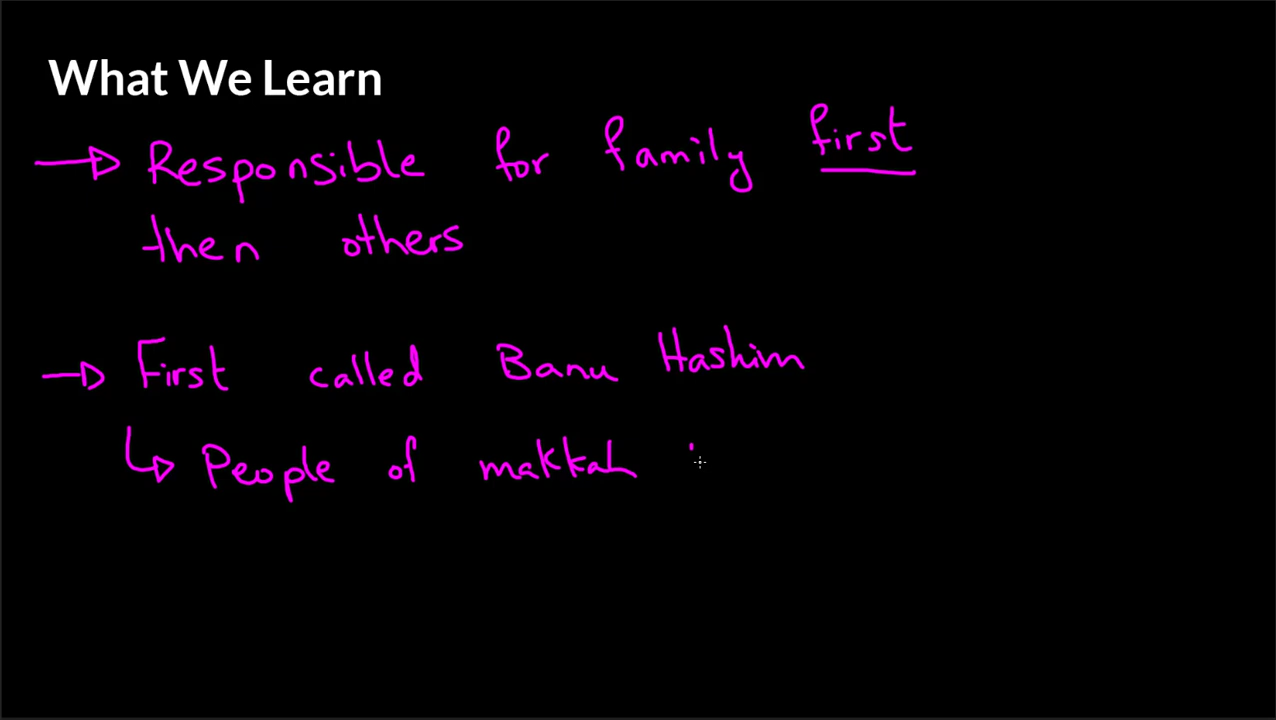 What We Learn
→ Responsible for family first
then others
→ First called Banu Hashim
↳ People of makkah